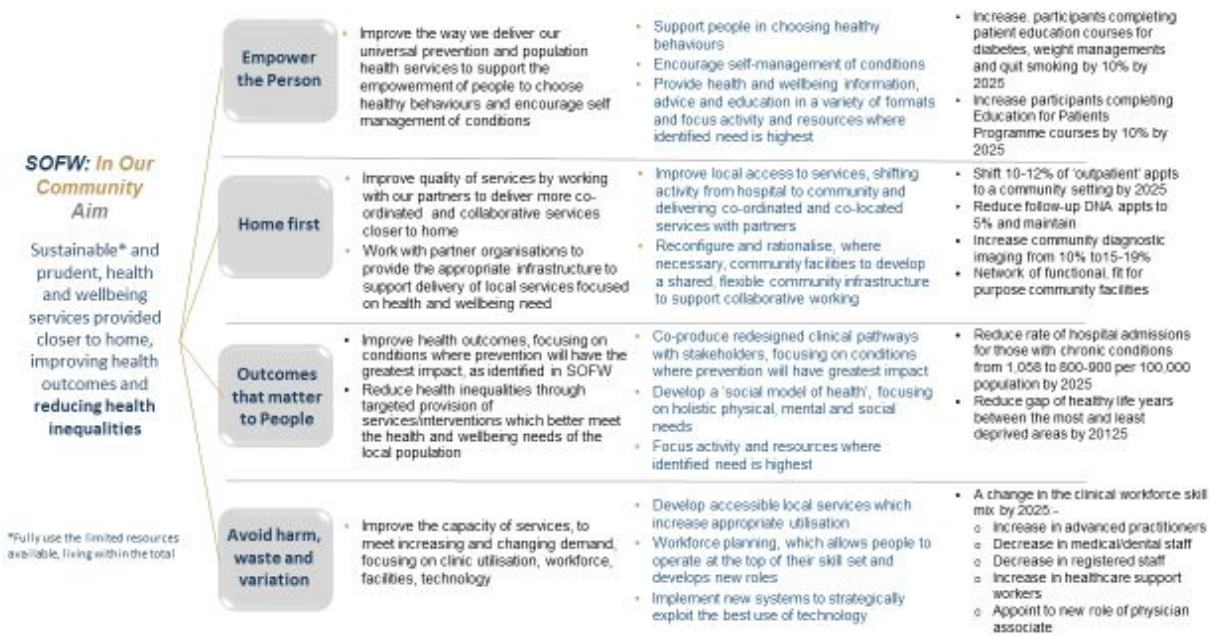 SOFW: In Our
Community
Aim
Sustainable* and
prudent, health
and wellbeing
services provided
closer to home,
improving health
outcomes and
reducing health
inequalities
*Fully use the limited resources
available, living within the total
Empower
the Person
Improve the way we deliver our
universal prevention and population
health services to support the
empowerment of people to choose
healthy behaviours and encourage self
management of conditions
Support people in choosing healthy
behaviours
Encourage self-management of conditions
Provide health and wellbeing information,
advice and education in a variety of formats
and focus activity and resources where
identified need is highest
Increase. participants completing
patient education courses for
diabetes, weight managements
and quit smoking by 10% by
2025
Increase participants completing
Education for Patients
Programme courses by 10% by
2025
Home first
Improve quality of services by working
with our partners to deliver more co-
ordinated and collaborative services
closer to home
Work with partner organisations to
provide the appropriate infrastructure to
support delivery of local services focused
on health and wellbeing need
Improve local access to services, shifting
activity from hospital to community and
delivering co-ordinated and co-located
services with partners
Reconfigure and rationalise, where
necessary, community facilities to develop
a shared, flexible community infrastructure
to support collaborative working
Shift 10-12% of 'outpatient' appts
to a community setting by 2025
Reduce follow-up DNA appts to
5% and maintain
Increase community diagnostic
imaging from 10% to15-19%
Network of functional, fit for
purpose community facilities
Outcomes
that matter
to People
Improve health outcomes, focusing on
conditions where prevention will have the
greatest impact, as identified in SOFW
Reduce health inequalities through
targeted provision of
services/interventions which better meet
the health and wellbeing needs of the
local population
Co-produce redesigned clinical pathways
with stakeholders, focusing on conditions
where prevention will have greatest impact
Develop a 'social model of health', focusing
on holistic physical, mental and social
needs
Focus activity and resources where
identified need is highest
Reduce rate of hospital admissions
for those with chronic conditions
from 1,058 to 800-900 per 100,000
population by 2025
Reduce gap of healthy life years
between the most and least
deprived areas by 20125
Avoid harm,
waste and
variation
Improve the capacity of services, to
meet increasing and changing demand,
focusing on clinic utilisation, workforce,
facilities, technology
Develop accessible local services which
increase appropriate utilisation
Workforce planning, which allows people to
operate at the top of their skill set and
develops new roles
Implement new systems to strategically
exploit the best use of technology
A change in the clinical workforce skill
mix by 2025:-
Increase in advanced practitioners
Decrease in medical/dental staff
Decrease in registered staff
Increase in healthcare support
workers
Appoint to new role of physician
associate